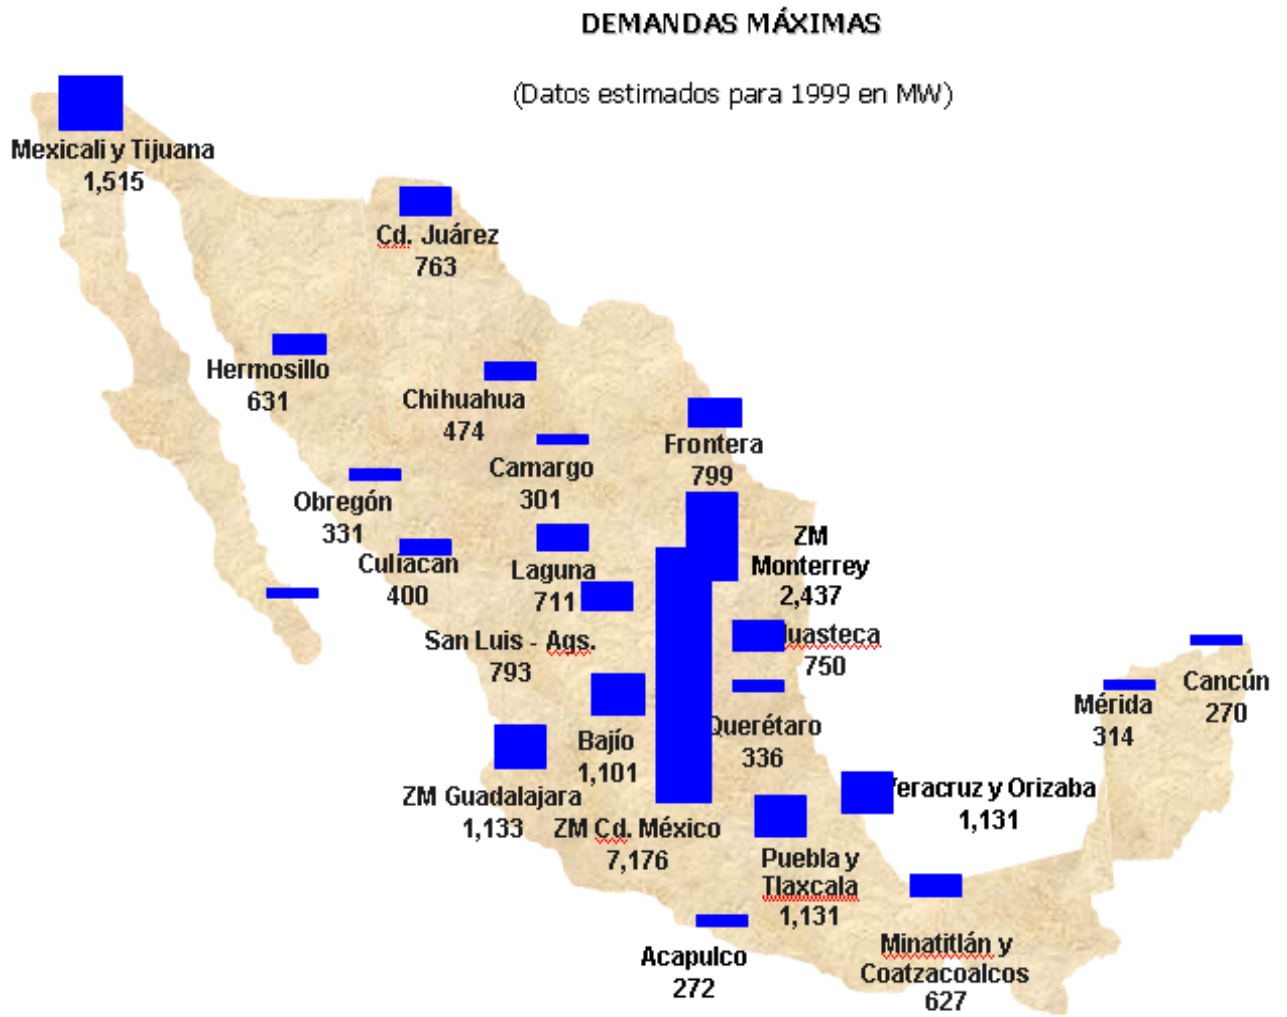 DEMANDAS MÁXIMAS
(Datos estimados para 1999 en MW)
Mexicali y Tijuana
1,515
Cd. Juárez
763
Hermosillo
631
Chihuahua
474
Frontera
799
Camargo
301
Obregón
331
ZM
Monterrey
2,437
Culiacan
400
Laguna
711
San Luis - Ags.
793
uasteca
750
Cancún
270
Mérida
314
Querétaro
336
Bajío
1,101
ZM Guadalajara
1,133
ZM Cd. México
7,176
eracruz y Orizaba
1,131
Puebla y
Tlaxcala
1,131
Minatitlán y
Coatzacoalcos
627
Acapulco
272